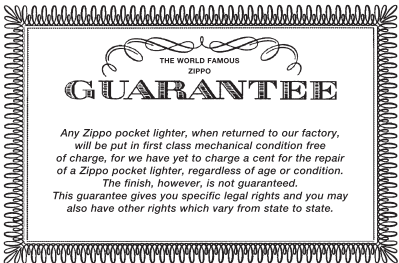 THE WORLD FAMOUS
ZIPPO
GUARANTEE
Any Zippo pocket lighter, when returned to our factory,
will be put in first class mechanical condition free
of charge, for we have yet to charge a cent for the repair
of a Zippo pocket lighter, regardless of age or condition.
The finish, however, is not guaranteed.
This guarantee gives you specific legal rights and you may
also have other rights which vary from state to state.